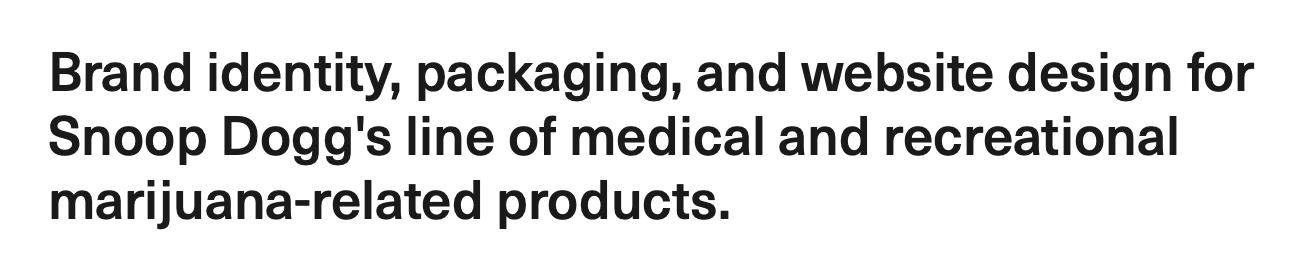 Brand identity, packaging, and website design for
Snoop Dogg's line of medical and recreational
marijuana-related products.